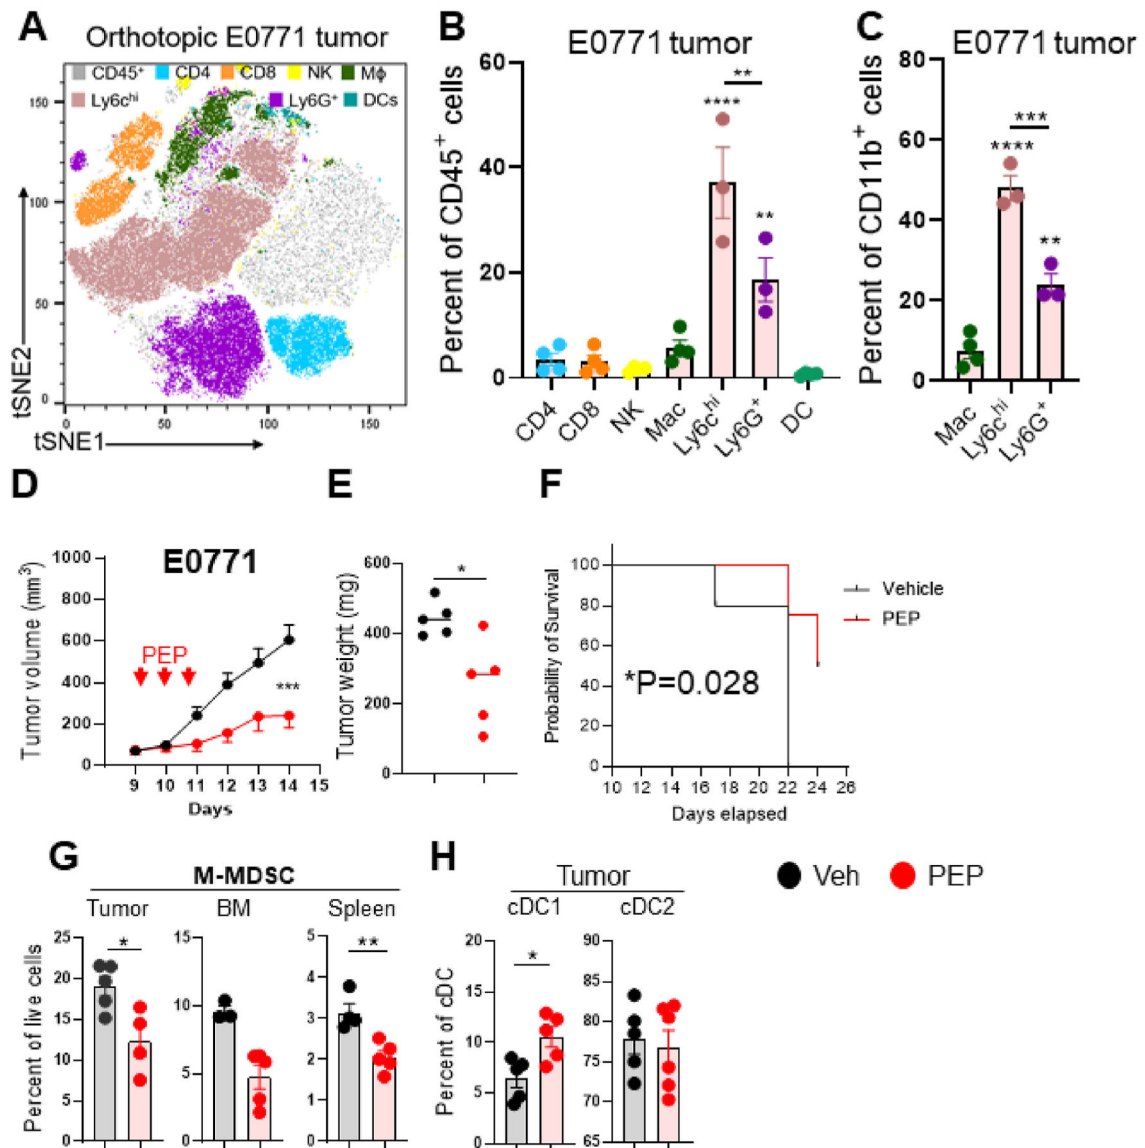 A
Orthotopic E0771 tumor
CD45+ CD4 CD8 NK Mϕ
Ly6cʰⁱ Ly6G+ DCs
150
100
50
0
tSNE2
0 50 100 150
tSNE1
B
E0771 tumor
Percent of CD45+ cells
60
40
20
0
**
****
**
CD4 CD8 NK Mac Ly6cʰⁱ Ly6G+ DC
C
E0771 tumor
Percent of CD11b+ cells
80
60
40
20
0
***
****
**
Mac Ly6cʰⁱ Ly6G+
D
E0771
Tumor volume (mm³)
1000
800
600
400
200
0
PEP
***
9 10 11 12 13 14 15
Days
E
Tumor weight (mg)
600
400
200
0
*
F
Probability of Survival
100
80
60
40
20
0
*P=0.028
10 12 14 16 18 20 22 24 26
Days elapsed
Vehicle
PEP
G
M-MDSC
Tumor BM Spleen
Percent of live cells
25
20
15
10
5
0
*
15
10
5
0
5
4
3
2
1
0
**
H
Tumor
cDC1 cDC2
Percent of cDC
20
15
10
5
0
*
90
85
80
75
70
65
Veh PEP